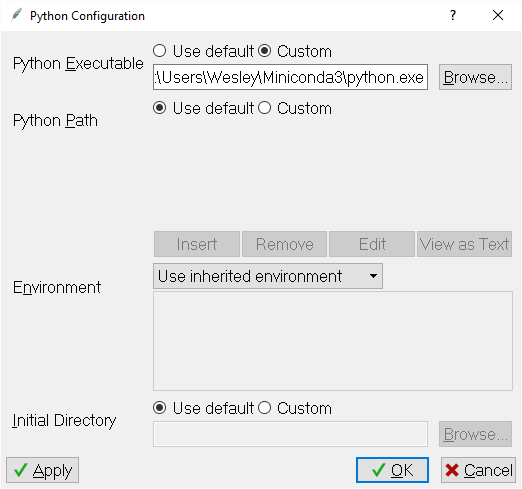 Python Configuration
? ×
Use default Custom
Python Executable
:\Users\Wesley\Miniconda3\python.exe Browse...
Python Path Use default Custom
Insert Remove Edit View as Text
Use inherited environment
Environment
Use default Custom
Initial Directory
Browse...
Apply OK Cancel